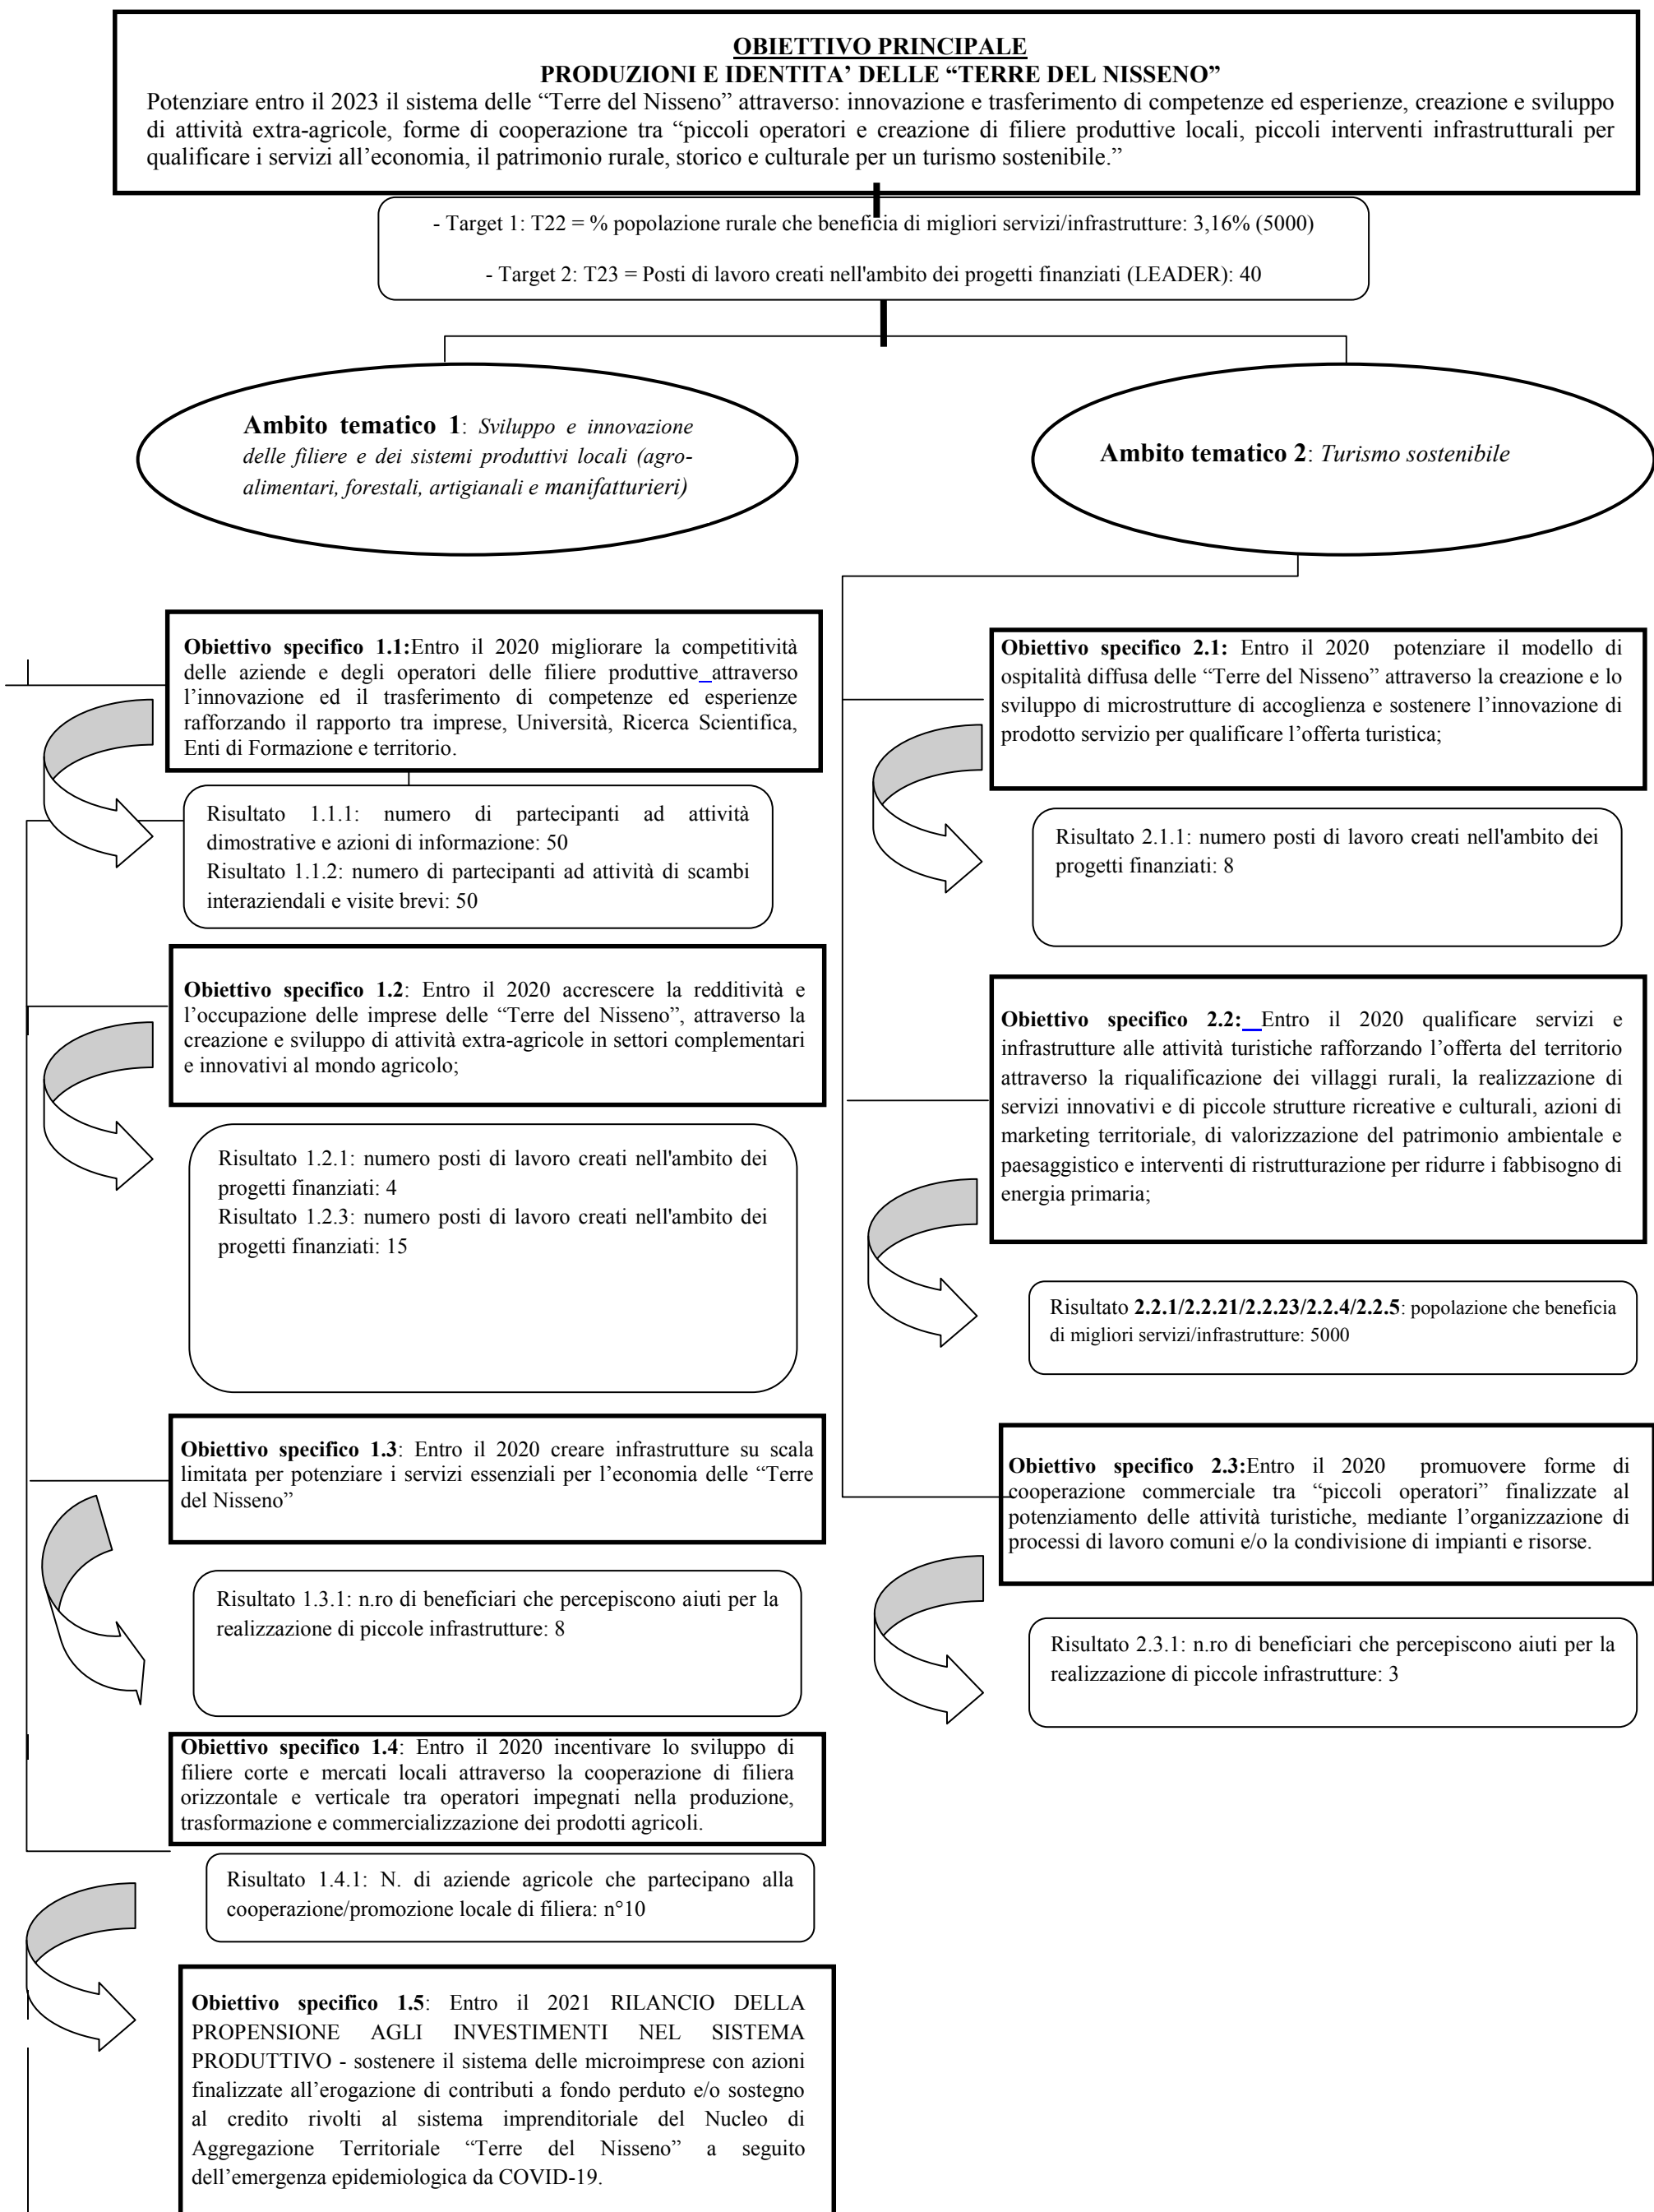 OBIETTIVO PRINCIPALE
PRODUZIONI E IDENTITA’ DELLE “TERRE DEL NISSENO”
Potenziare entro il 2023 il sistema delle “Terre del Nisseno” attraverso: innovazione e trasferimento di competenze ed esperienze, creazione e sviluppo
di attività extra-agricole, forme di cooperazione tra “piccoli operatori e creazione di filiere produttive locali, piccoli interventi infrastrutturali per
qualificare i servizi all’economia, il patrimonio rurale, storico e culturale per un turismo sostenibile.”
- Target 1: T22 = % popolazione rurale che beneficia di migliori servizi/infrastrutture: 3,16% (5000)
- Target 2: T23 = Posti di lavoro creati nell'ambito dei progetti finanziati (LEADER): 40
Ambito tematico 1: Sviluppo e innovazione
delle filiere e dei sistemi produttivi locali (agro-
alimentari, forestali, artigianali e manifatturieri)
Ambito tematico 2: Turismo sostenibile
Obiettivo specifico 1.1:Entro il 2020 migliorare la competitività
delle aziende e degli operatori delle filiere produttive attraverso
l’innovazione ed il trasferimento di competenze ed esperienze
rafforzando il rapporto tra imprese, Università, Ricerca Scientifica,
Enti di Formazione e territorio.
Risultato 1.1.1: numero di partecipanti ad attività
dimostrative e azioni di informazione: 50
Risultato 1.1.2: numero di partecipanti ad attività di scambi
interaziendali e visite brevi: 50
Obiettivo specifico 1.2: Entro il 2020 accrescere la redditività e
l’occupazione delle imprese delle “Terre del Nisseno”, attraverso la
creazione e sviluppo di attività extra-agricole in settori complementari
e innovativi al mondo agricolo;
Risultato 1.2.1: numero posti di lavoro creati nell'ambito dei
progetti finanziati: 4
Risultato 1.2.3: numero posti di lavoro creati nell'ambito dei
progetti finanziati: 15
Obiettivo specifico 1.3: Entro il 2020 creare infrastrutture su scala
limitata per potenziare i servizi essenziali per l’economia delle “Terre
del Nisseno”
Risultato 1.3.1: n.ro di beneficiari che percepiscono aiuti per la
realizzazione di piccole infrastrutture: 8
Obiettivo specifico 1.4: Entro il 2020 incentivare lo sviluppo di
filiere corte e mercati locali attraverso la cooperazione di filiera
orizzontale e verticale tra operatori impegnati nella produzione,
trasformazione e commercializzazione dei prodotti agricoli.
Risultato 1.4.1: N. di aziende agricole che partecipano alla
cooperazione/promozione locale di filiera: n°10
Obiettivo specifico 1.5: Entro il 2021 RILANCIO DELLA
PROPENSIONE AGLI INVESTIMENTI NEL SISTEMA
PRODUTTIVO - sostenere il sistema delle microimprese con azioni
finalizzate all’erogazione di contributi a fondo perduto e/o sostegno
al credito rivolti al sistema imprenditoriale del Nucleo di
Aggregazione Territoriale “Terre del Nisseno” a seguito
dell’emergenza epidemiologica da COVID-19.
Obiettivo specifico 2.1: Entro il 2020 potenziare il modello di
ospitalità diffusa delle “Terre del Nisseno” attraverso la creazione e lo
sviluppo di microstrutture di accoglienza e sostenere l’innovazione di
prodotto servizio per qualificare l’offerta turistica;
Risultato 2.1.1: numero posti di lavoro creati nell'ambito dei
progetti finanziati: 8
Obiettivo specifico 2.2: Entro il 2020 qualificare servizi e
infrastrutture alle attività turistiche rafforzando l’offerta del territorio
attraverso la riqualificazione dei villaggi rurali, la realizzazione di
servizi innovativi e di piccole strutture ricreative e culturali, azioni di
marketing territoriale, di valorizzazione del patrimonio ambientale e
paesaggistico e interventi di ristrutturazione per ridurre i fabbisogno di
energia primaria;
Risultato 2.2.1/2.2.21/2.2.23/2.2.4/2.2.5: popolazione che beneficia
di migliori servizi/infrastrutture: 5000
Obiettivo specifico 2.3:Entro il 2020 promuovere forme di
cooperazione commerciale tra “piccoli operatori” finalizzate al
potenziamento delle attività turistiche, mediante l’organizzazione di
processi di lavoro comuni e/o la condivisione di impianti e risorse.
Risultato 2.3.1: n.ro di beneficiari che percepiscono aiuti per la
realizzazione di piccole infrastrutture: 3